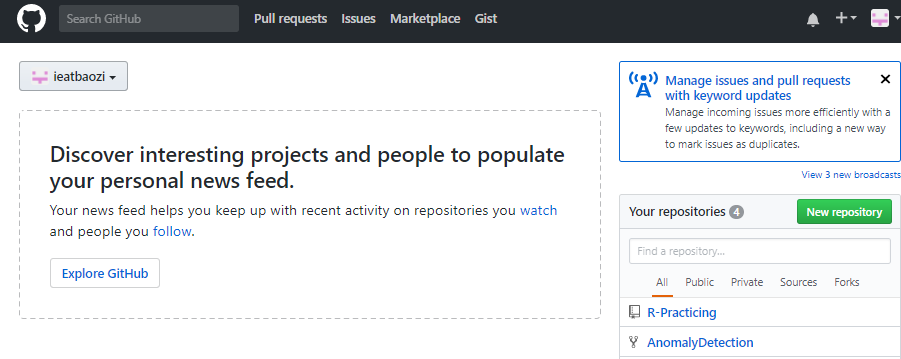 Search GitHub Pull requests Issues Marketplace Gist
ieatbaozi
Discover interesting projects and people to populate
your personal news feed.
Your news feed helps you keep up with recent activity on repositories you watch
and people you follow.
Explore GitHub
Manage issues and pull requests
with keyword updates
Manage incoming issues more efficiently with a
few updates to keywords, including a new way
to mark issues as duplicates.
View 3 new broadcasts
Your repositories 4 New repository
Find a repository...
All Public Private Sources Forks
R-Practicing
AnomalyDetection